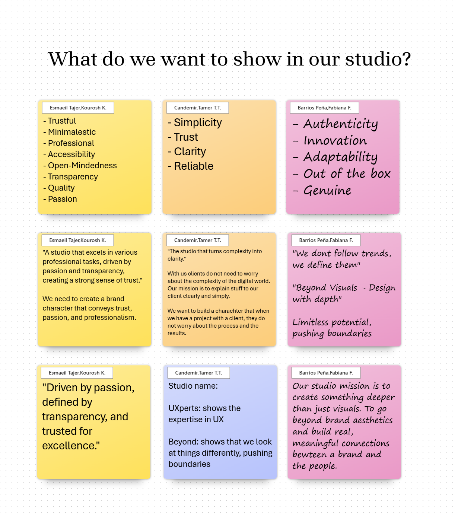 What do we want to show in our studio?
Esmaeil Tajer,Kourosh K.
- Trustful
- Minimalestic
- Professional
- Accessibility
- Open-Mindedness
- Transparency
- Quality
- Passion
Candemir,Tamer T.T.
- Simplicity
- Trust
- Clarity
- Reliable
Barrios Peña,Fabiana F.
- Authenticity
- Innovation
- Adaptability
- Out of the box
- Genuine
Esmaeil Tajer,Kourosh K.
"A studio that excels in various
professional tasks, driven by
passion and transparency,
creating a strong sense of trust."
We need to create a brand
character that conveys trust,
passion, and professionalism.
Candemir,Tamer T.T.
"The studio that turns complexity into
clarity."
With us clients do not need to worry
about the complexity of the digital world.
Our mission is to explain stuff to our
client clearly and simply.
We want to build a charachter that when
we have a project with a client, they do
not worry about the process and the
results.
Barrios Peña,Fabiana F.
"We dont follow trends,
we define them"
"Beyond Visuals - Design
with depth"
Limitless potential,
pushing boundaries
Esmaeil Tajer,Kourosh K.
"Driven by passion,
defined by
transparency, and
trusted for
excellence."
Candemir,Tamer T.T.
Studio name:
UXperts: shows the
expertise in UX
Beyond: shows that we look
at things differently, pushing
boundaries
Barrios Peña,Fabiana F.
Our studio mission is to
create something deeper
than just visuals. To go
beyond brand aesthetics
and build real,
meaningful connections
bewteen a brand and
the people.